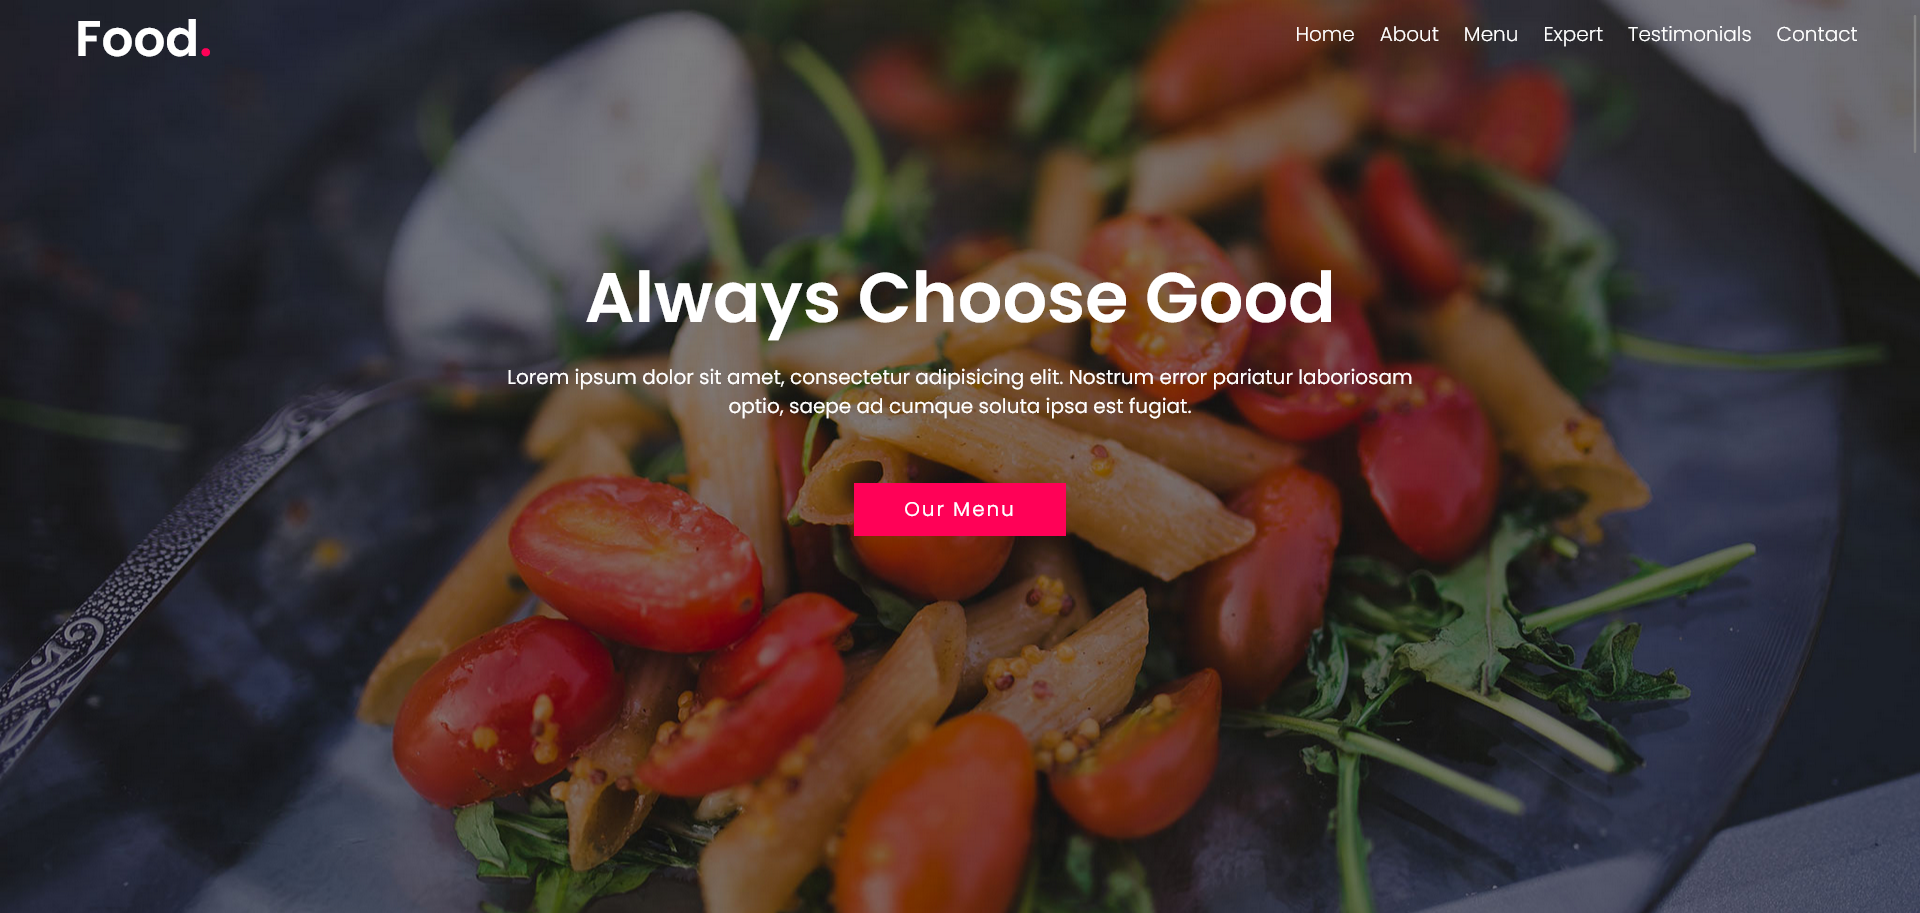 Food.
Home About Menu Expert Testimonials Contact
Always Choose Good
Lorem ipsum dolor sit amet, consectetur adipisicing elit. Nostrum error pariatur laboriosam
optio, saepe ad cumque soluta ipsa est fugiat.
Our Menu